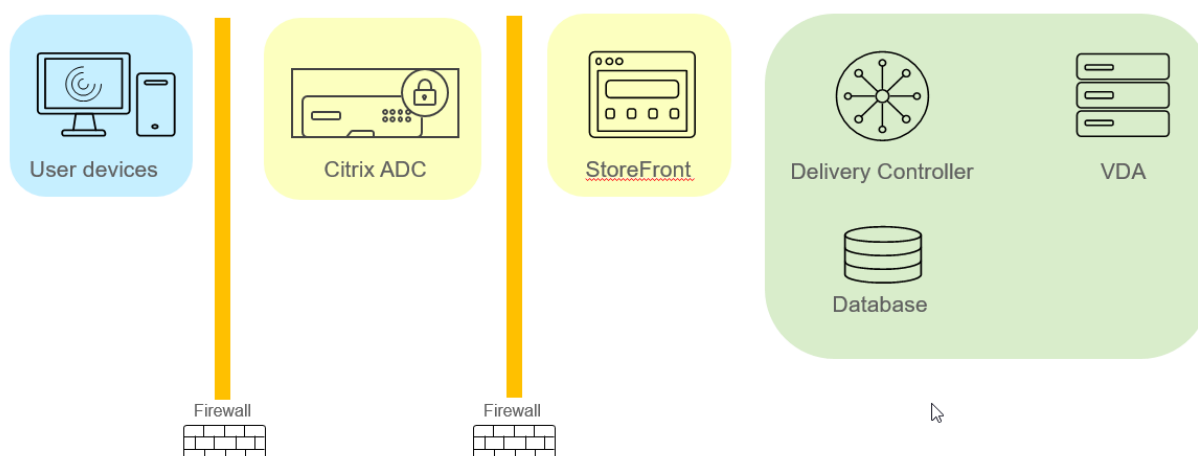 User devices
Citrix ADC
StoreFront
Delivery Controller
VDA
Database
Firewall
Firewall